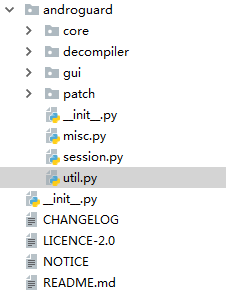 androguard
core
decompiler
gui
patch
__init__.py
misc.py
session.py
util.py
__init__.py
CHANGELOG
LICENCE-2.0
NOTICE
README.md